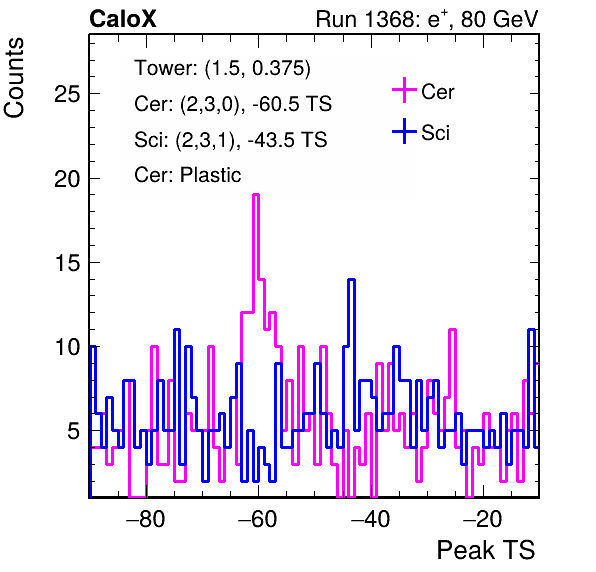 CaloX Run 1368: e⁺, 80 GeV
Counts
Tower: (1.5, 0.375)
Cer: (2,3,0), -60.5 TS
Sci: (2,3,1), -43.5 TS
Cer: Plastic
Cer
Sci
25
20
15
10
5
−80 −60 −40 −20
Peak TS